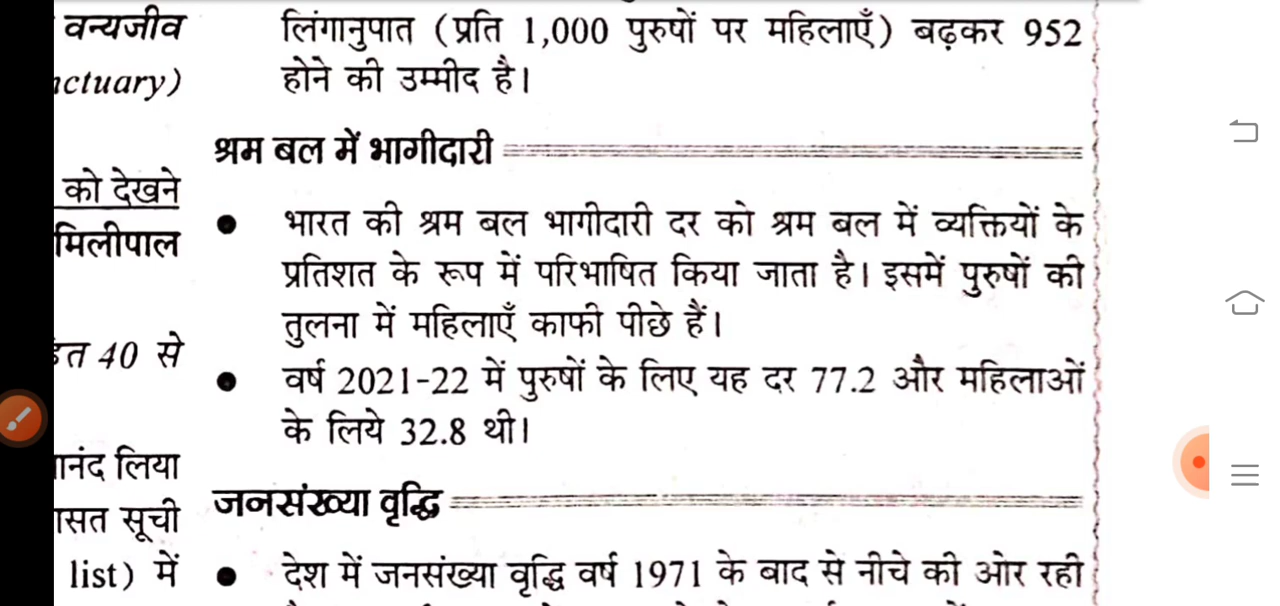 वन्यजीव
ctuary)
को देखने
मिलीपाल
40 से
लिया
सूची
list) में
लिंगानुपात (प्रति 1,000 पुरुषों पर महिलाएँ) बढ़कर 952
होने की उम्मीद है।
श्रम बल में भागीदारी
● भारत की श्रम बल भागीदारी दर को श्रम बल में व्यक्तियों के
प्रतिशत के रूप में परिभाषित किया जाता है। इसमें पुरुषों की
तुलना में महिलाएँ काफी पीछे हैं।
● वर्ष 2021-22 में पुरुषों के लिए यह दर 77.2 और महिलाओं
के लिये 32.8 थी।
जनसंख्या वृद्धि
● देश में जनसंख्या वृद्धि वर्ष 1971 के बाद से नीचे की ओर रही